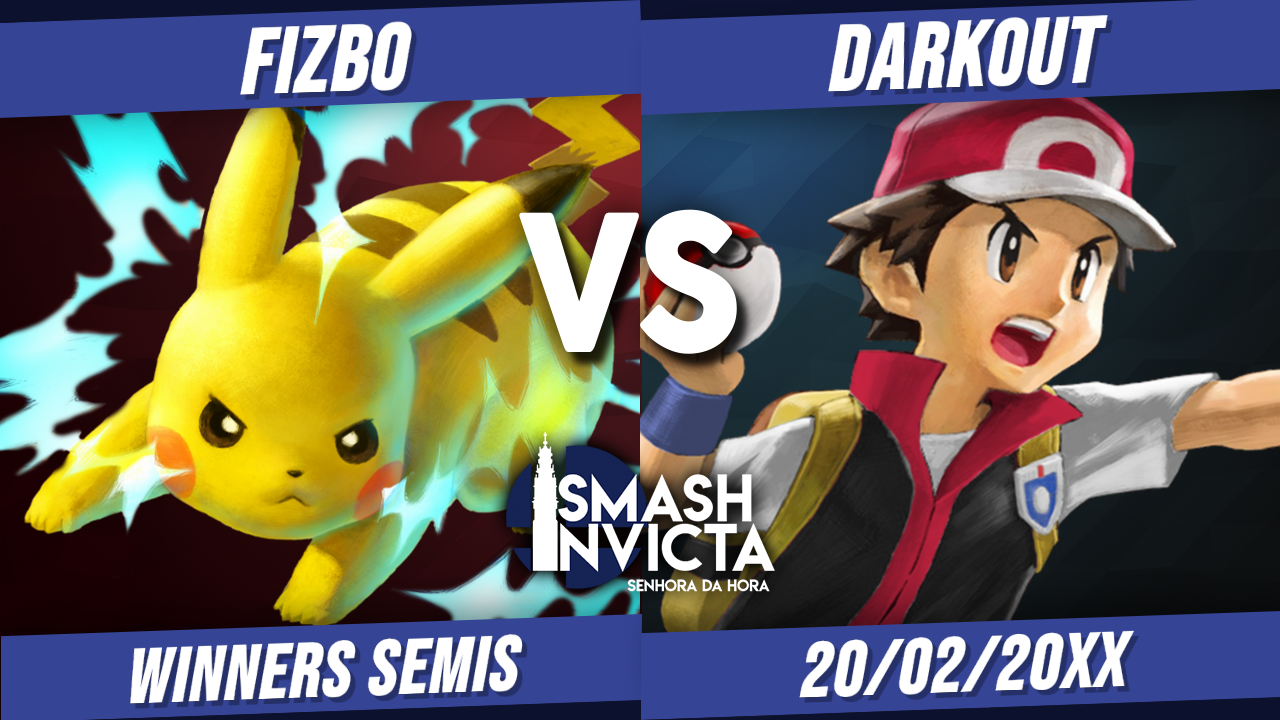 FIZBO
DARKOUT
VS
SMASH
INVICTA
SENHORA DA HORA
WINNERS SEMIS
20/02/20XX